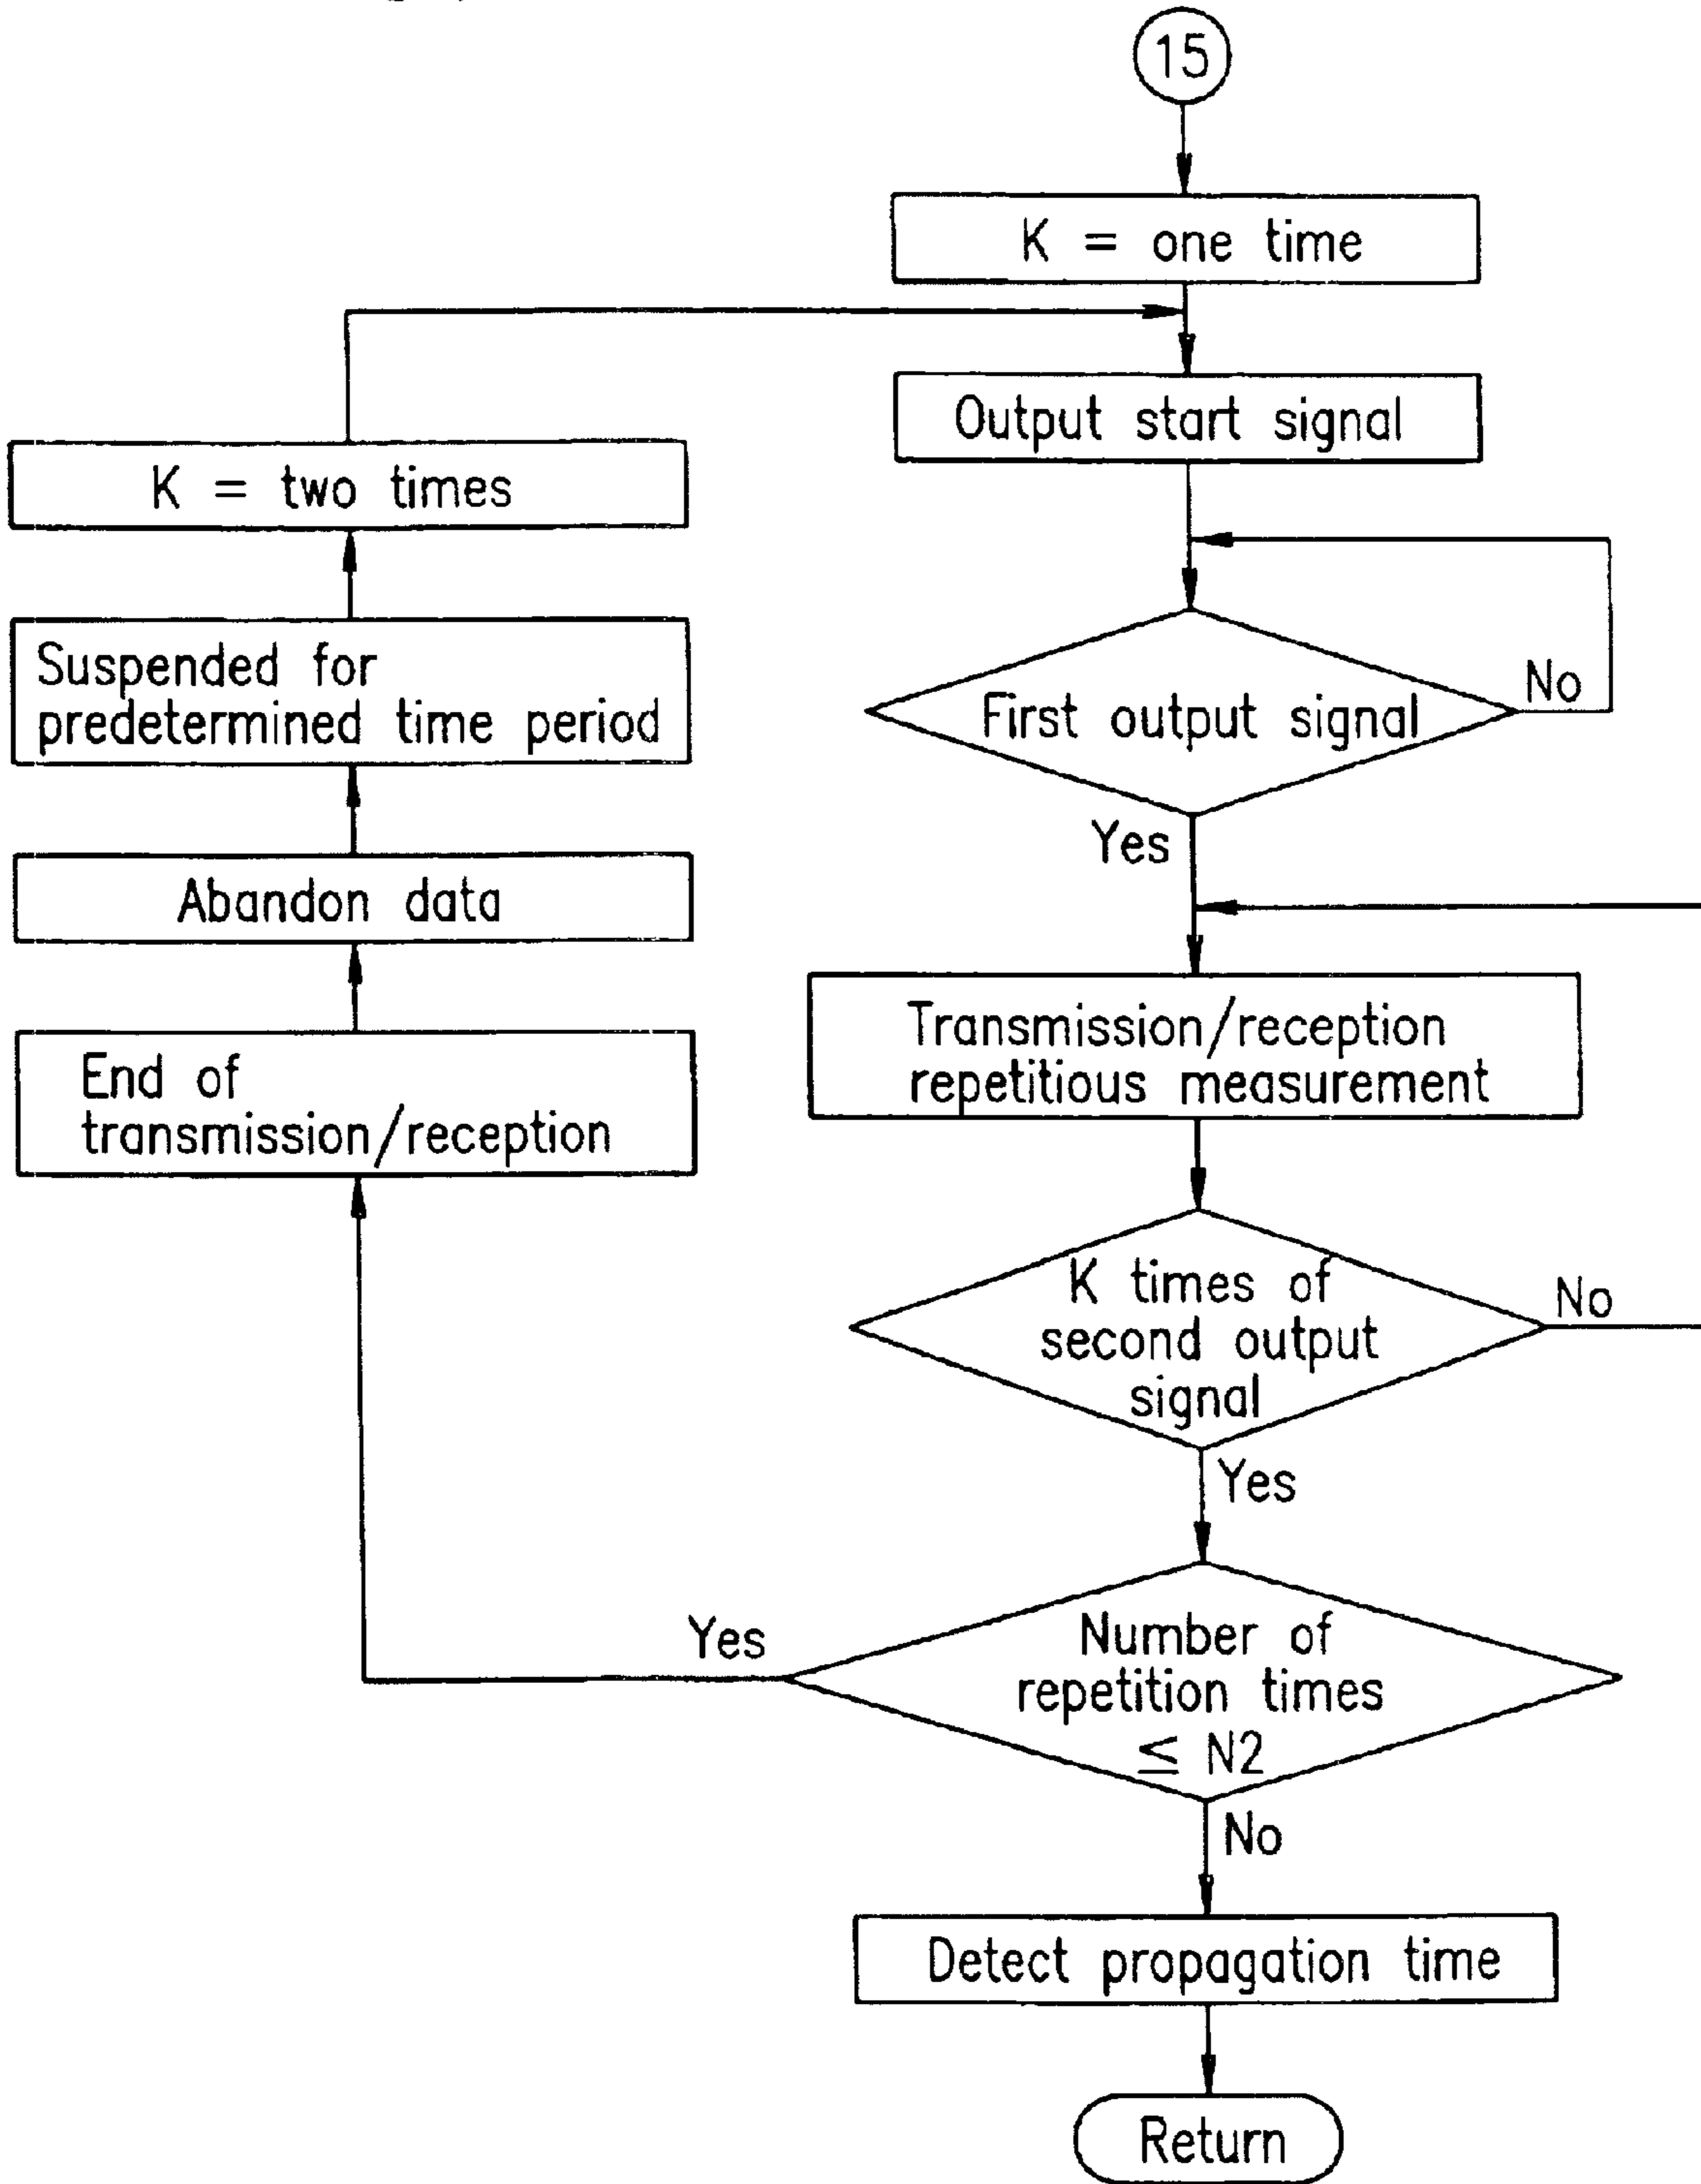 15
K = one time
Output start signal
K = two times
Suspended for
predetermined time period
First output signal
No
Yes
Abandon data
Transmission/reception
repetitious measurement
End of
transmission/reception
K times of
second output
signal
No
Yes
Number of
repetition times
≤ N2
Yes
No
Detect propagation time
Return